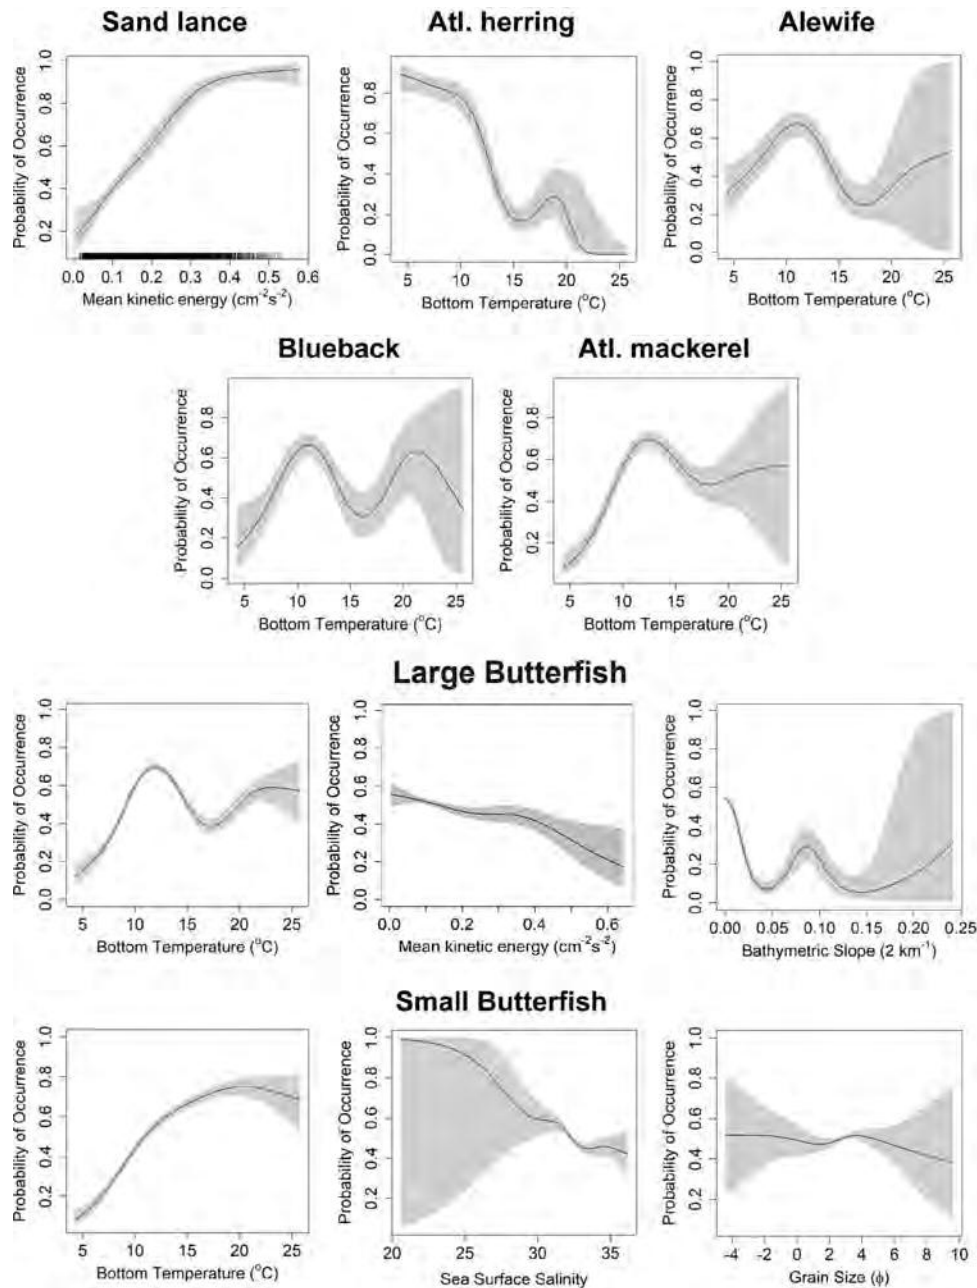 Sand lance
Atl. herring
Alewife
Probability of Occurrence
0.2 0.4 0.6 0.8 1.0
0.0 0.1 0.2 0.3 0.4 0.5 0.6
Mean kinetic energy (cm⁻²s⁻²)
Probability of Occurrence
0.0 0.2 0.4 0.6 0.8
5 10 15 20 25
Bottom Temperature (°C)
Probability of Occurrence
0.0 0.2 0.4 0.6 0.8 1.0
5 10 15 20 25
Bottom Temperature (°C)
Blueback
Atl. mackerel
Probability of Occurrence
0.0 0.2 0.4 0.6 0.8
5 10 15 20 25
Bottom Temperature (°C)
Probability of Occurrence
0.2 0.4 0.6 0.8
5 10 15 20 25
Bottom Temperature (°C)
Large Butterfish
Probability of Occurrence
0.0 0.2 0.4 0.6 0.8 1.0
5 10 15 20 25
Bottom Temperature (°C)
Probability of Occurrence
0.0 0.2 0.4 0.6 0.8 1.0
0.0 0.2 0.4 0.6
Mean kinetic energy (cm⁻²s⁻²)
Probability of Occurrence
0.0 0.2 0.4 0.6 0.8 1.0
0.00 0.05 0.10 0.15 0.20 0.25
Bathymetric Slope (2 km⁻¹)
Small Butterfish
Probability of Occurrence
0.0 0.2 0.4 0.6 0.8 1.0
5 10 15 20 25
Bottom Temperature (°C)
Probability of Occurrence
0.2 0.4 0.6 0.8 1.0
20 25 30 35
Sea Surface Salinity
Probability of Occurrence
0.2 0.4 0.6 0.8 1.0
-4 -2 0 2 4 6 8 10
Grain Size (ϕ)